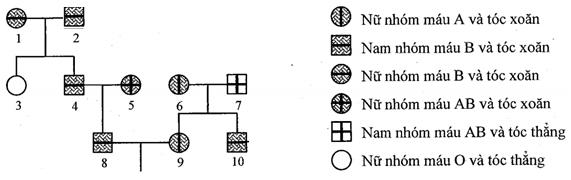 1
2
Nữ nhóm máu A và tóc xoăn
Nam nhóm máu B và tóc xoăn
3
4
5
6
7
Nữ nhóm máu B và tóc xoăn
Nữ nhóm máu AB và tóc xoăn
Nam nhóm máu AB và tóc thẳng
8
9
10
Nữ nhóm máu O và tóc thẳng